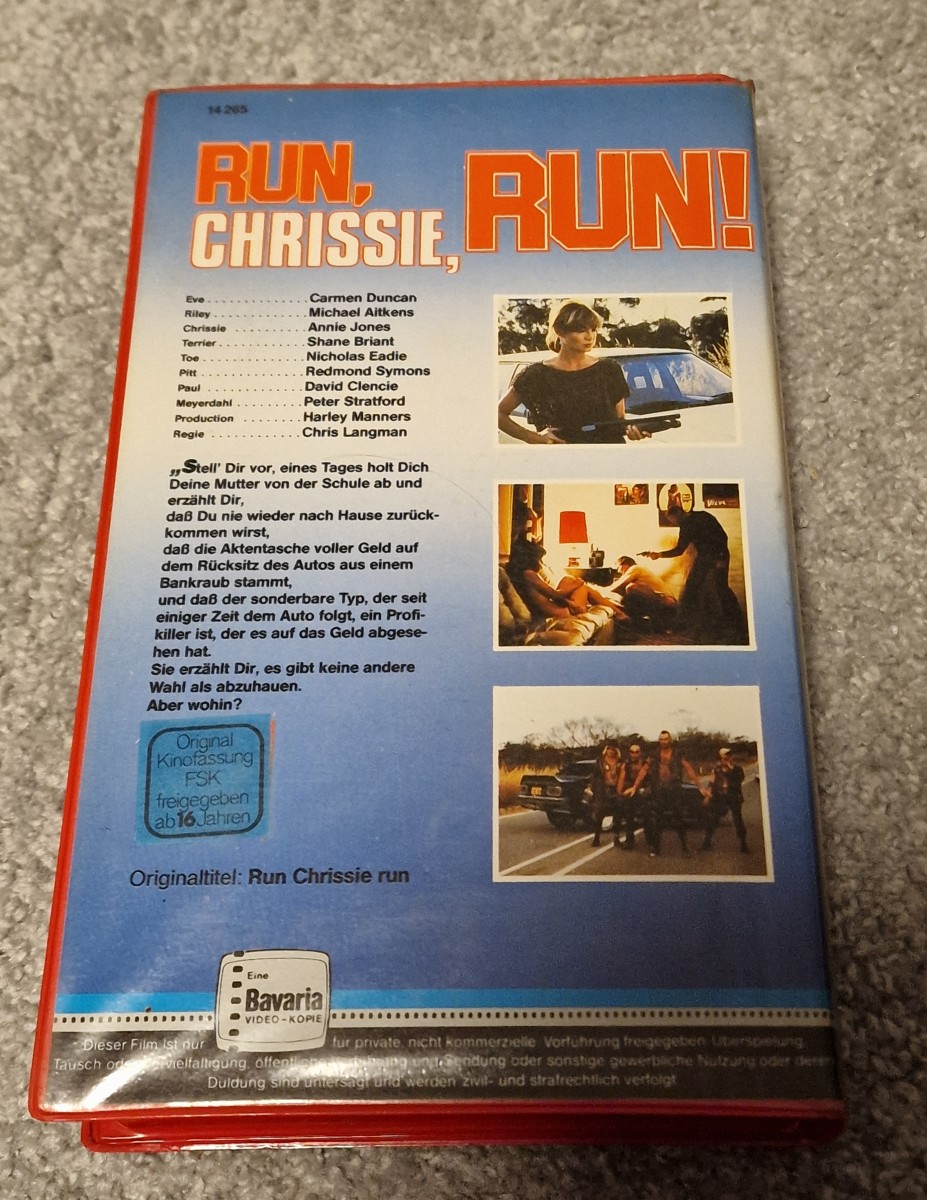 14.265
RUN,
CHRISSIE, RUN!
Eve . . . . . . . . . . . . . . Carmen Duncan
Riley . . . . . . . . . . . . . Michael Aitkens
Chrissie . . . . . . . . . . . Annie Jones
Terrier . . . . . . . . . . . . Shane Briant
Toe . . . . . . . . . . . . . . Nicholas Eadie
Pitt . . . . . . . . . . . . . . Redmond Symons
Paul . . . . . . . . . . . . . David Clencie
Meyerdahl . . . . . . . . . Peter Stratford
Production . . . . . . . . Harley Manners
Regie . . . . . . . . . . . . Chris Langman
„Stell' Dir vor, eines Tages holt Dich
Deine Mutter von der Schule ab und
erzählt Dir,
daß Du nie wieder nach Hause zurück-
kommen wirst,
daß die Aktentasche voller Geld auf
dem Rücksitz des Autos aus einem
Bankraub stammt,
und daß der sonderbare Typ, der seit
einiger Zeit dem Auto folgt, ein Profi-
killer ist, der es auf das Geld abgese-
hen hat.
Sie erzählt Dir, es gibt keine andere
Wahl als abzuhauen.
Aber wohin?
Original
Kinofassung
FSK
freigegeben
ab 16 Jahren
Originaltitel: Run Chrissie run
Eine
Bavaria
VIDEO-KOPIE
Dieser Film ist nur für private, nicht kommerzielle Vorführung freigegeben. Überspielung,
Tausch oder Vervielfältigung, öffentliche und Sendung oder sonstige gewerbliche Nutzung oder deren
Duldung sind untersagt und werden zivil- und strafrechtlich verfolgt